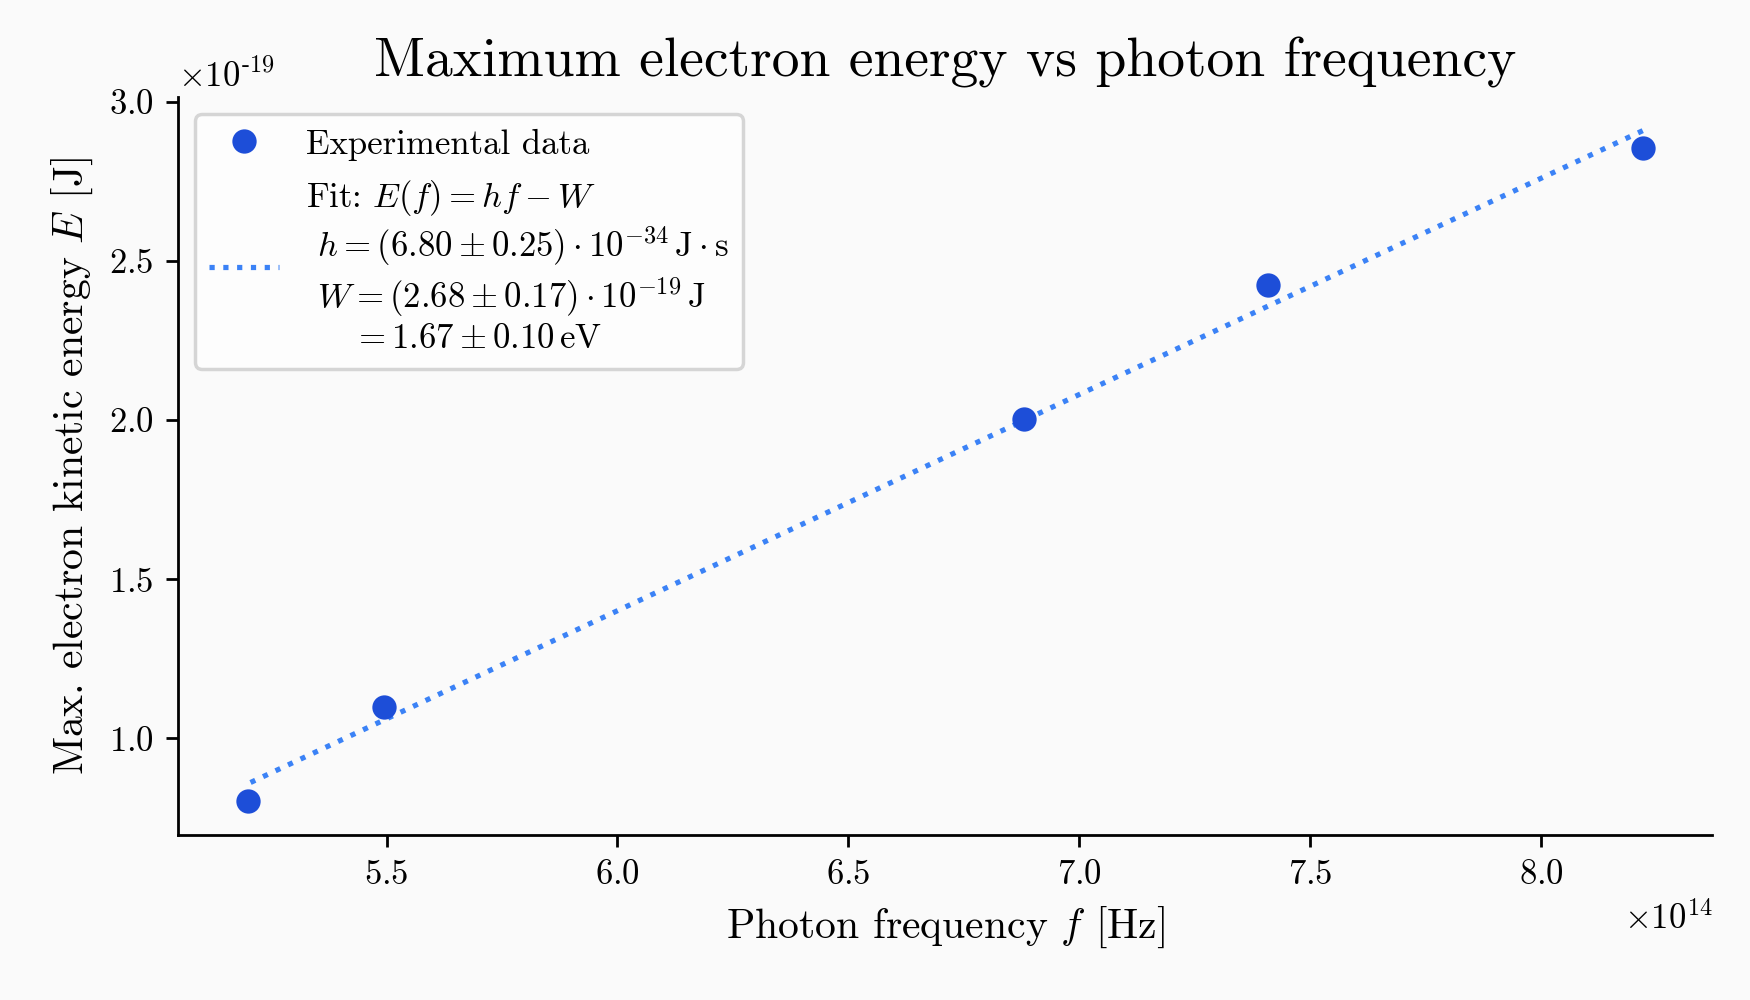 Maximum electron energy vs photon frequency
×10-19
3.0
2.5
2.0
1.5
1.0
Max. electron kinetic energy E [J]
Experimental data
Fit: E(f) = hf − W
h = (6.80 ± 0.25) · 10⁻³⁴ J · s
W = (2.68 ± 0.17) · 10⁻¹⁹ J
= 1.67 ± 0.10 eV
5.5 6.0 6.5 7.0 7.5 8.0
×10¹⁴
Photon frequency f [Hz]